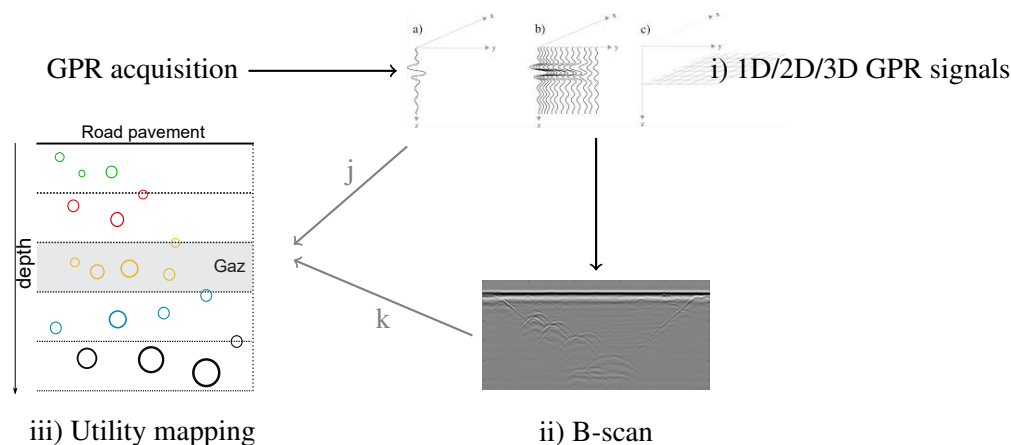 a)
x
y
z
b)
x
y
z
c)
x
y
z
GPR acquisition
i) 1D/2D/3D GPR signals
Road pavement
j
depth
Gaz
k
iii) Utility mapping
ii) B-scan